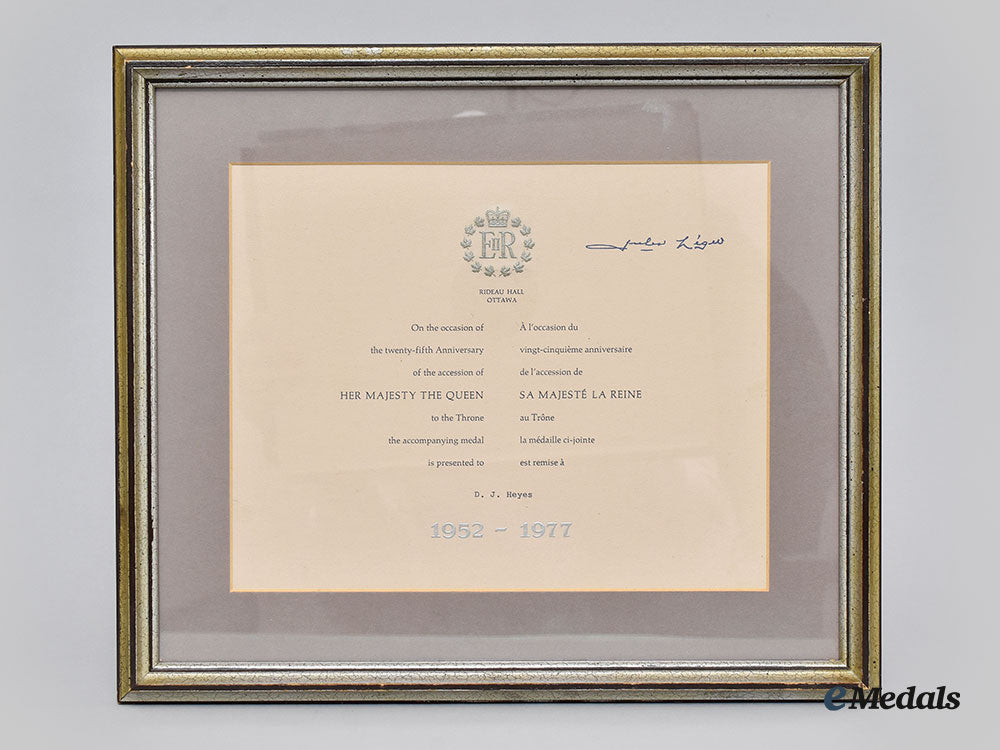 EIIR
Jules Léger
RIDEAU HALL
OTTAWA
On the occasion of
the twenty-fifth Anniversary
of the accession of
HER MAJESTY THE QUEEN
to the Throne
the accompanying medal
is presented to
À l'occasion du
vingt-cinquième anniversaire
de l'accession de
SA MAJESTÉ LA REINE
au Trône
la médaille ci-jointe
est remise à
D. J. Heyes
1952 - 1977
eMedals